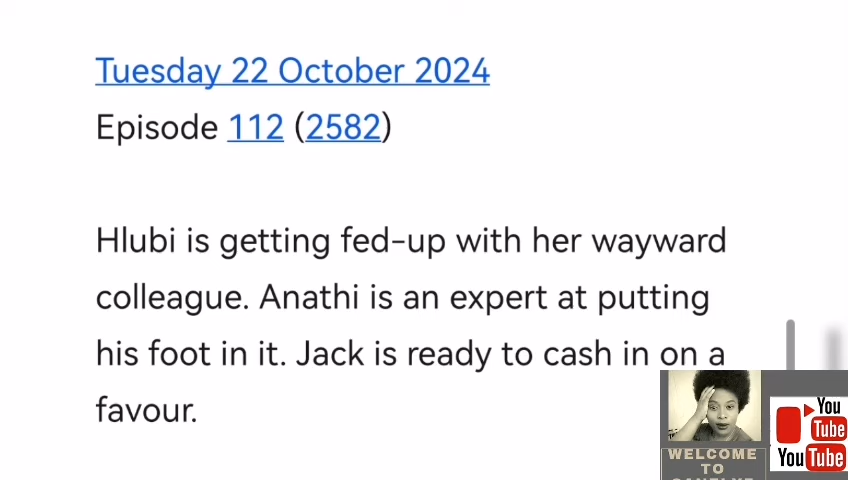 Tuesday 22 October 2024
Episode 112 (2582)
Hlubi is getting fed-up with her wayward
colleague. Anathi is an expert at putting
his foot in it. Jack is ready to cash in on a
favour.
You
Tube
YouTube
WELCOME
TO